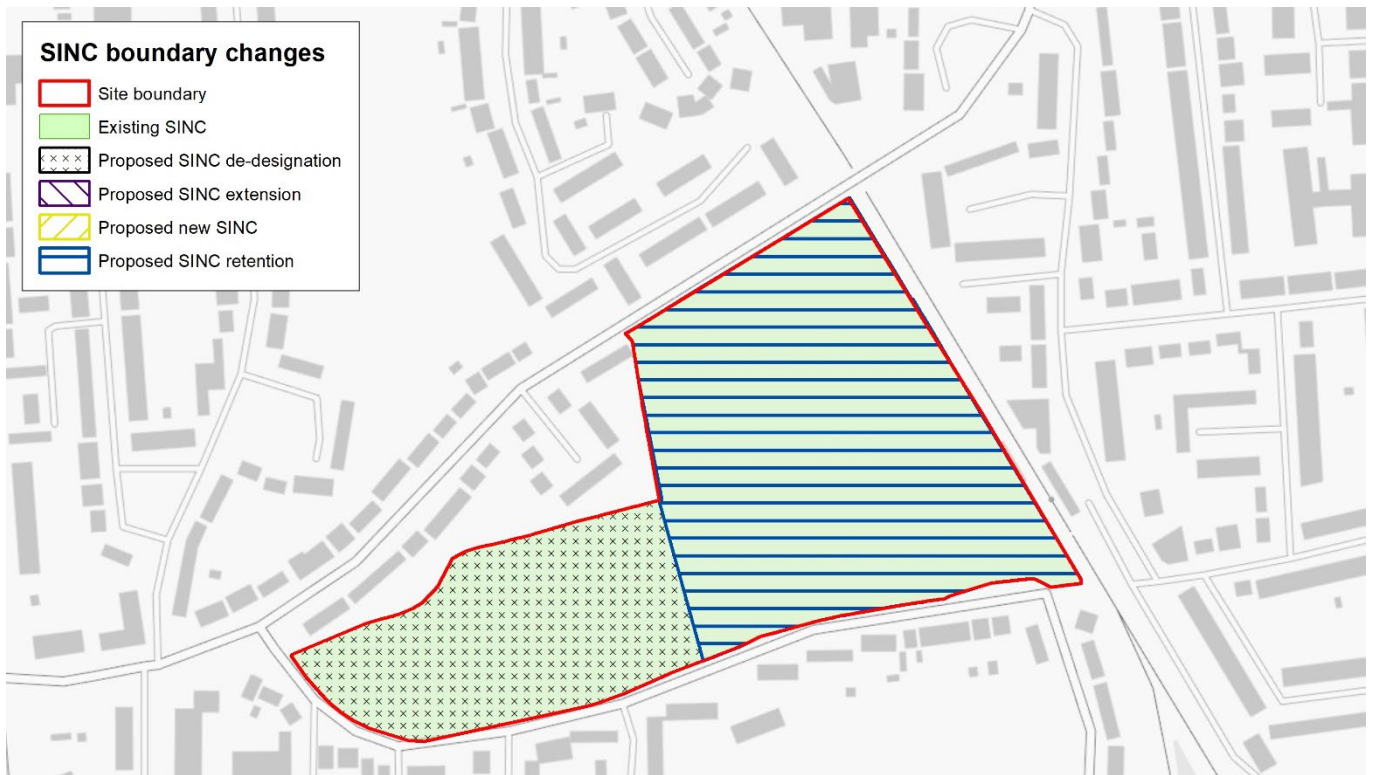 SINC boundary changes
Site boundary
Existing SINC
Proposed SINC de-designation
Proposed SINC extension
Proposed new SINC
Proposed SINC retention